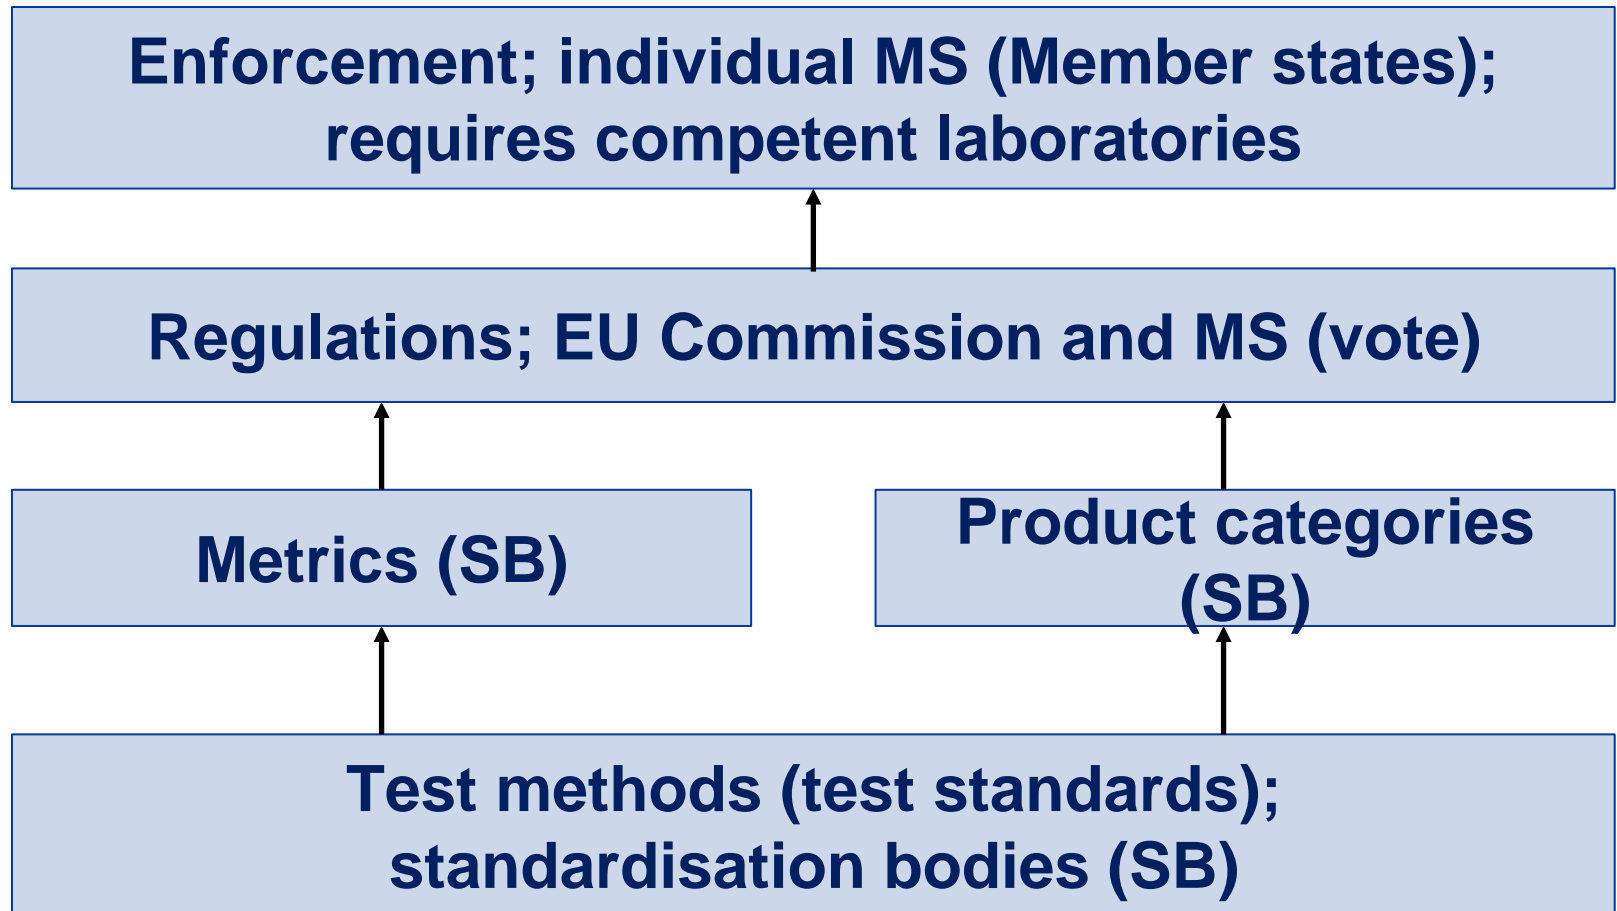 Enforcement; individual MS (Member states);
requires competent laboratories
Regulations; EU Commission and MS (vote)
Metrics (SB)
Product categories
(SB)
Test methods (test standards);
standardisation bodies (SB)